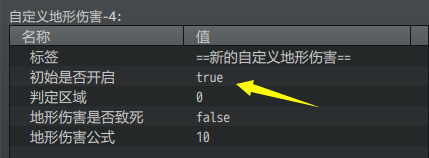 自定义地形伤害-4:
名称 值
标签 ==新的自定义地形伤害==
初始是否开启 true
判定区域 0
地形伤害是否致死 false
地形伤害公式 10